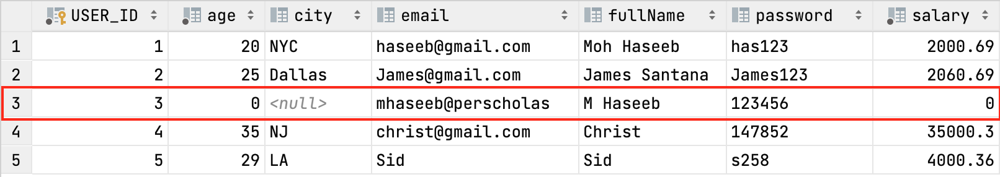 USER_ID age city email fullName password salary
1 1 20 NYC haseeb@gmail.com Moh Haseeb has123 2000.69
2 2 25 Dallas James@gmail.com James Santana James123 2060.69
3 3 0 <null> mhaseeb@perscholas M Haseeb 123456 0
4 4 35 NJ christ@gmail.com Christ 147852 35000.3
5 5 29 LA Sid Sid s258 4000.36